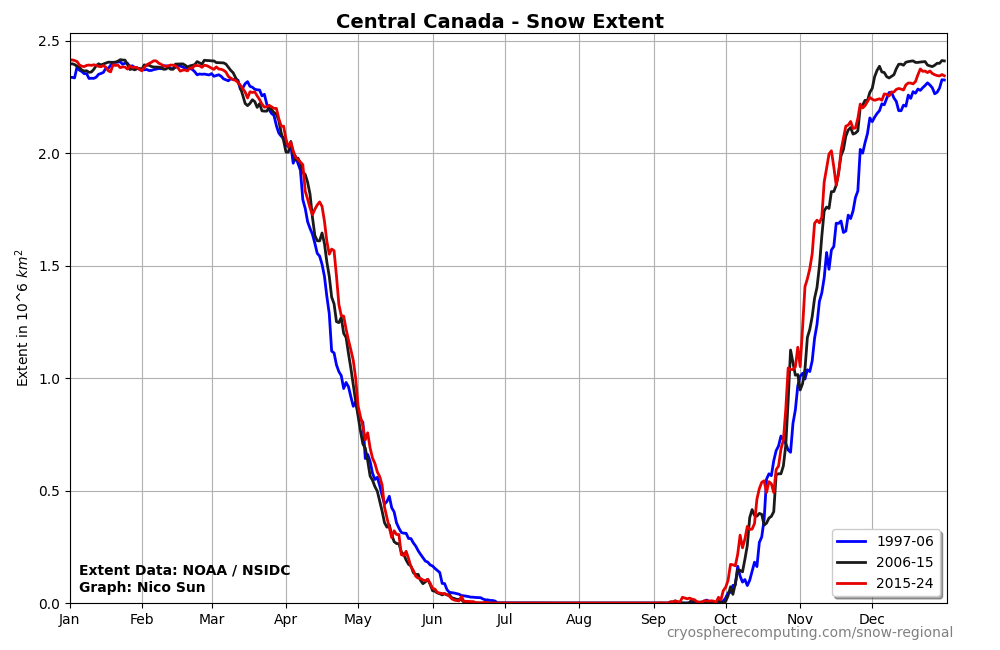 Central Canada - Snow Extent
2.5
2.0
1.5
1.0
0.5
0.0
Extent in 10^6 km²
Extent Data: NOAA / NSIDC
Graph: Nico Sun
1997-06
2006-15
2015-24
Jan Feb Mar Apr May Jun Jul Aug Sep Oct Nov Dec
cryospherecomputing.com/snow-regional